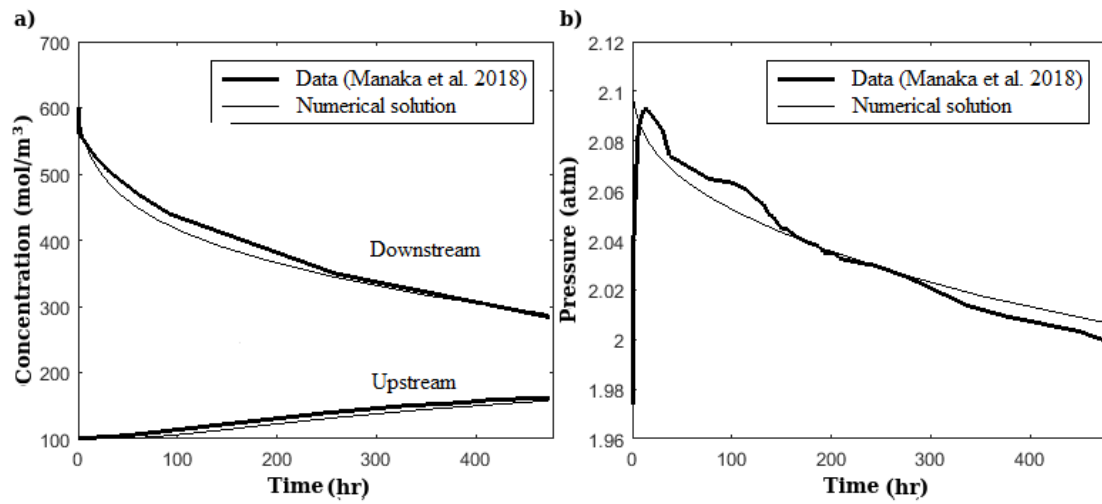 a)
700
600
500
400
300
200
100
0
100
200
300
400
Concentration (mol/m³)
Time (hr)
Data (Manaka et al. 2018)
Numerical solution
Downstream
Upstream
b)
2.12
2.1
2.08
2.06
2.04
2.02
2
1.98
1.96
0
100
200
300
400
Pressure (atm)
Time (hr)
Data (Manaka et al. 2018)
Numerical solution